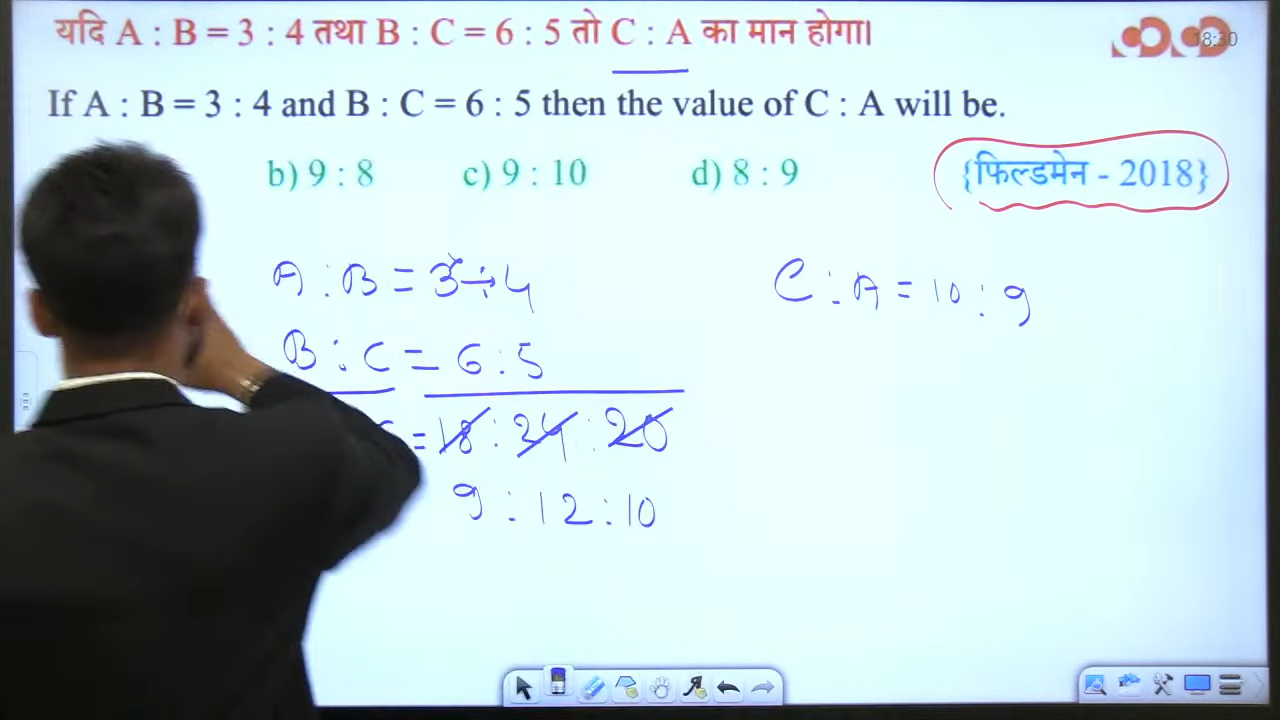 यदि A : B = 3 : 4 तथा B : C = 6 : 5 तो C : A का मान होगा।
18:30
If A : B = 3 : 4 and B : C = 6 : 5 then the value of C : A will be.
b) 9 : 8 c) 9 : 10 d) 8 : 9 {फिल्डमेन - 2018}
A : B = 3 : 4
C : A = 10 : 9
B : C = 6 : 5
= 18 : 24 : 20
9 : 12 : 10